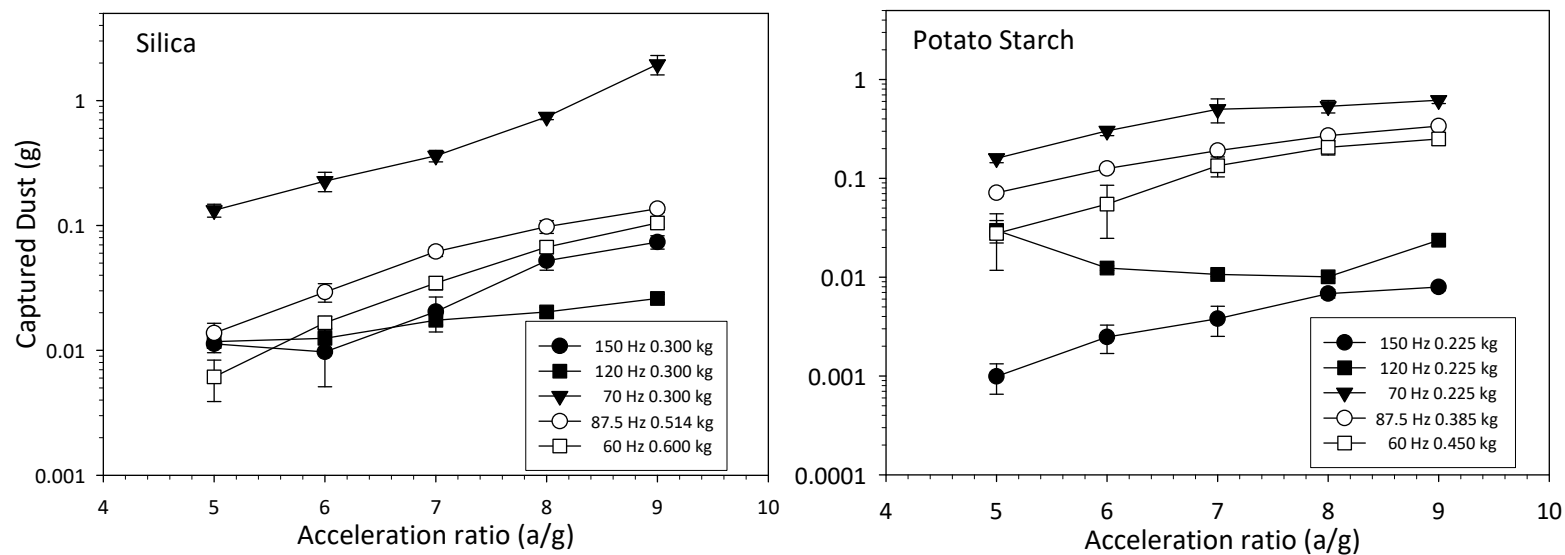 Silica
Captured Dust (g)
1
0.1
0.01
0.001
150 Hz 0.300 kg
120 Hz 0.300 kg
70 Hz 0.300 kg
87.5 Hz 0.514 kg
60 Hz 0.600 kg
4 5 6 7 8 9 10
Acceleration ratio (a/g)
Potato Starch
1
0.1
0.01
0.001
0.0001
150 Hz 0.225 kg
120 Hz 0.225 kg
70 Hz 0.225 kg
87.5 Hz 0.385 kg
60 Hz 0.450 kg
4 5 6 7 8 9 10
Acceleration ratio (a/g)